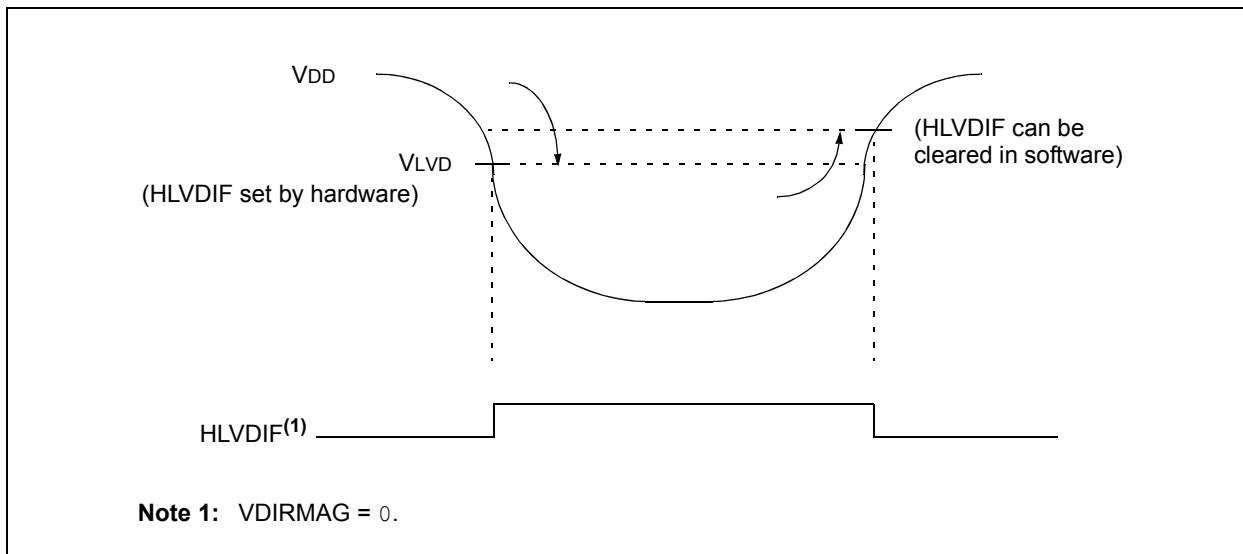 VDD
(HLVDIF can be
cleared in software)
VLVD
(HLVDIF set by hardware)
HLVDIF(1)
Note 1: VDIRMAG = 0.